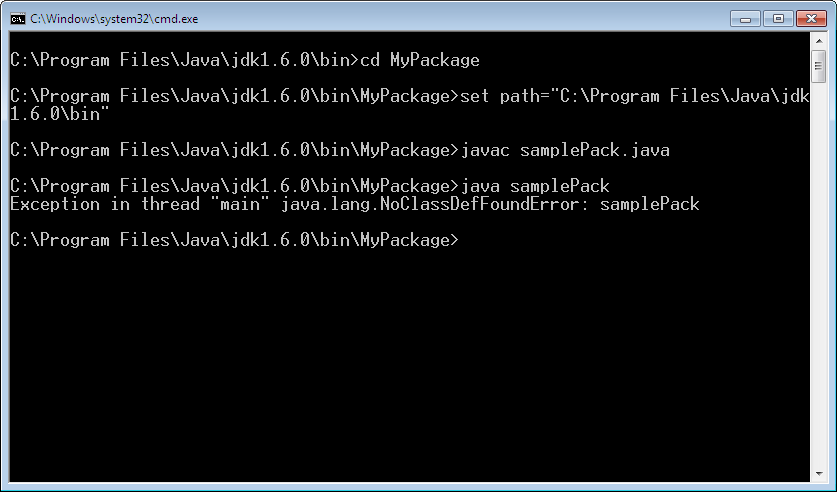 C:\Windows\system32\cmd.exe
C:\Program Files\Java\jdk1.6.0\bin>cd MyPackage
C:\Program Files\Java\jdk1.6.0\bin\MyPackage>set path="C:\Program Files\Java\jdk
1.6.0\bin"
C:\Program Files\Java\jdk1.6.0\bin\MyPackage>javac samplePack.java
C:\Program Files\Java\jdk1.6.0\bin\MyPackage>java samplePack
Exception in thread "main" java.lang.NoClassDefFoundError: samplePack
C:\Program Files\Java\jdk1.6.0\bin\MyPackage>